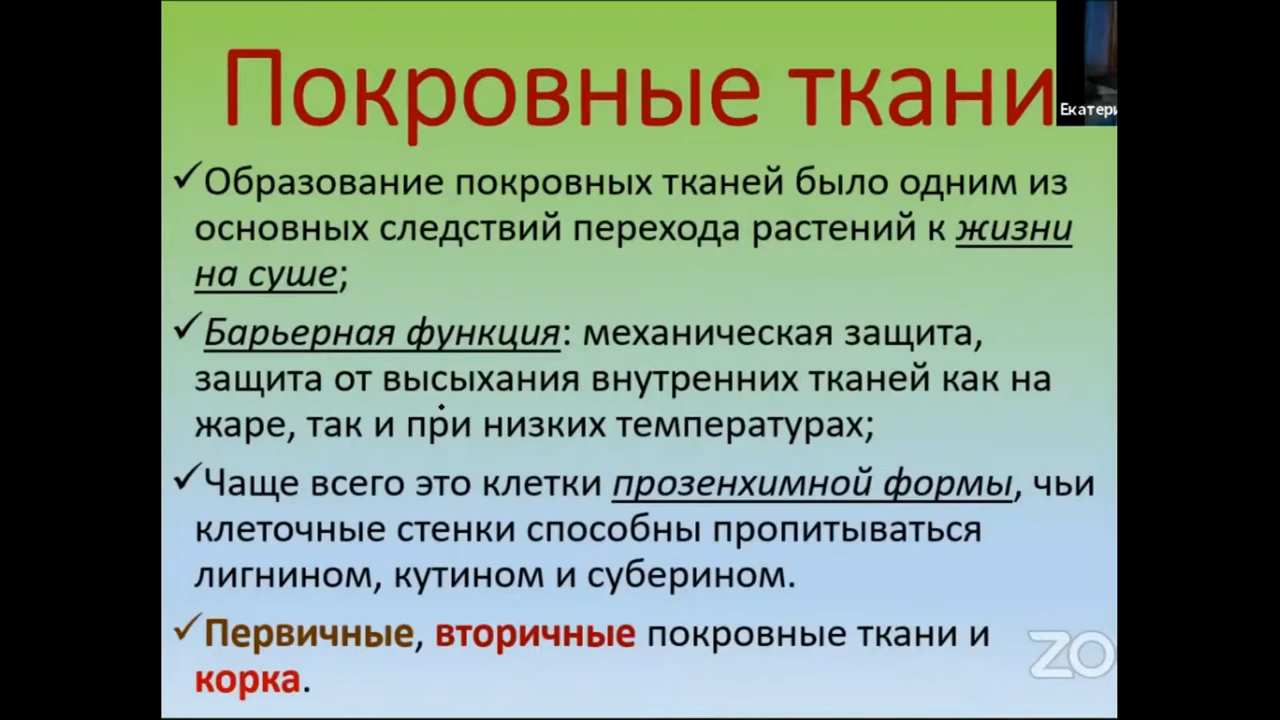 Покровные ткани
Екатери
✓Образование покровных тканей было одним из
основных следствий перехода растений к жизни
на суше;
✓Барьерная функция: механическая защита,
защита от высыхания внутренних тканей как на
жаре, так и при низких температурах;
✓Чаще всего это клетки прозенхимной формы, чьи
клеточные стенки способны пропитываться
лигнином, кутином и суберином.
✓Первичные, вторичные покровные ткани и
корка.
ZO